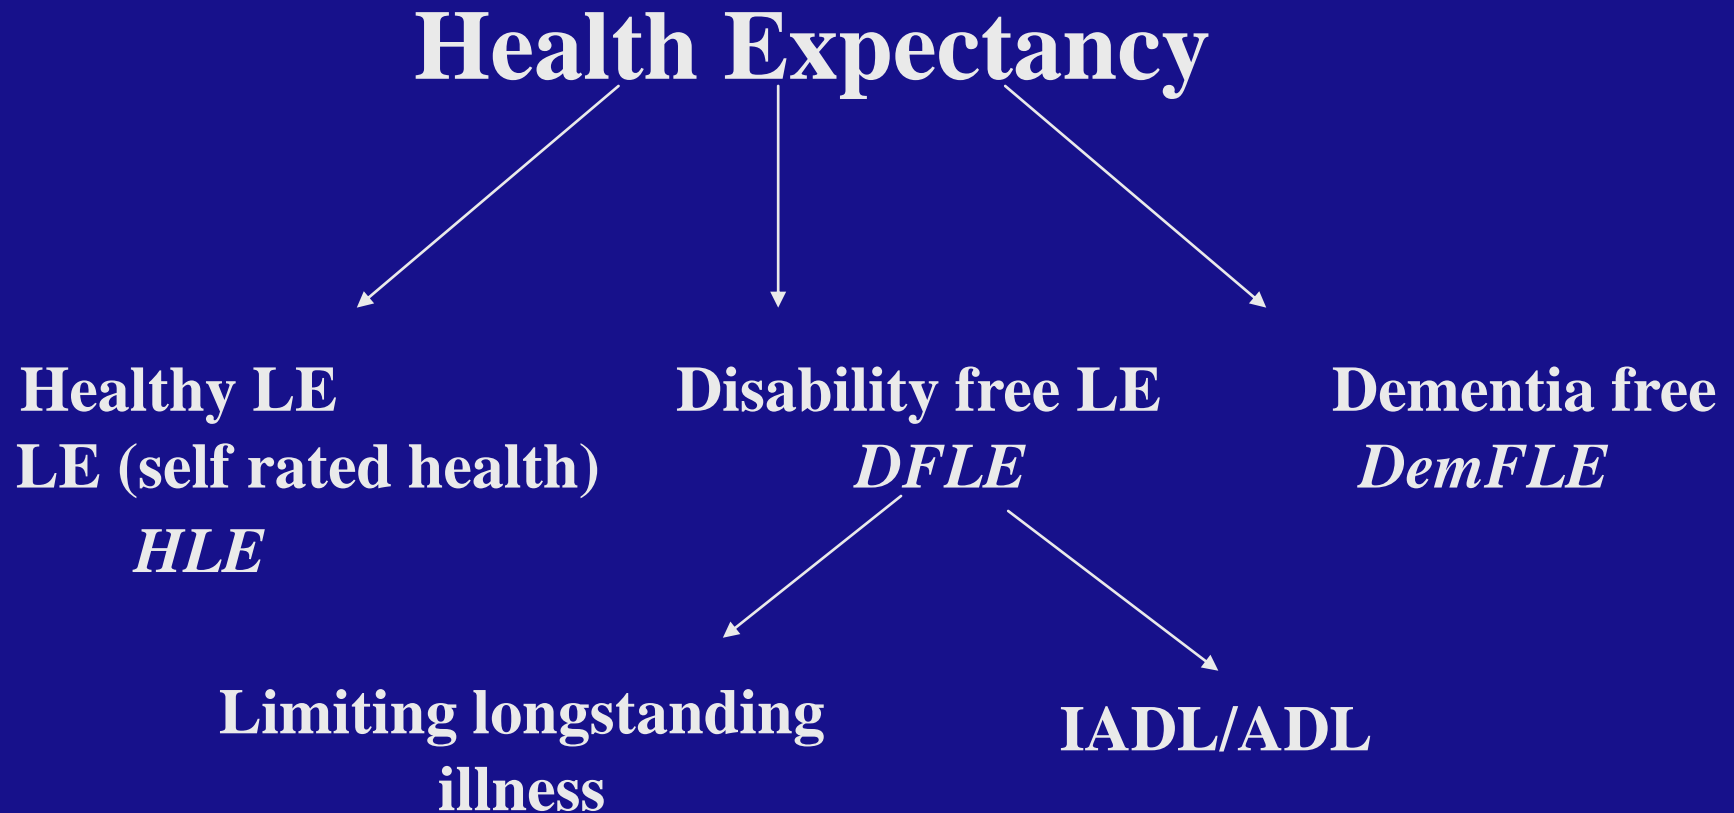 Health Expectancy
Healthy LE
LE (self rated health)
HLE
Disability free LE
DFLE
Dementia free
DemFLE
Limiting longstanding
illness
IADL/ADL